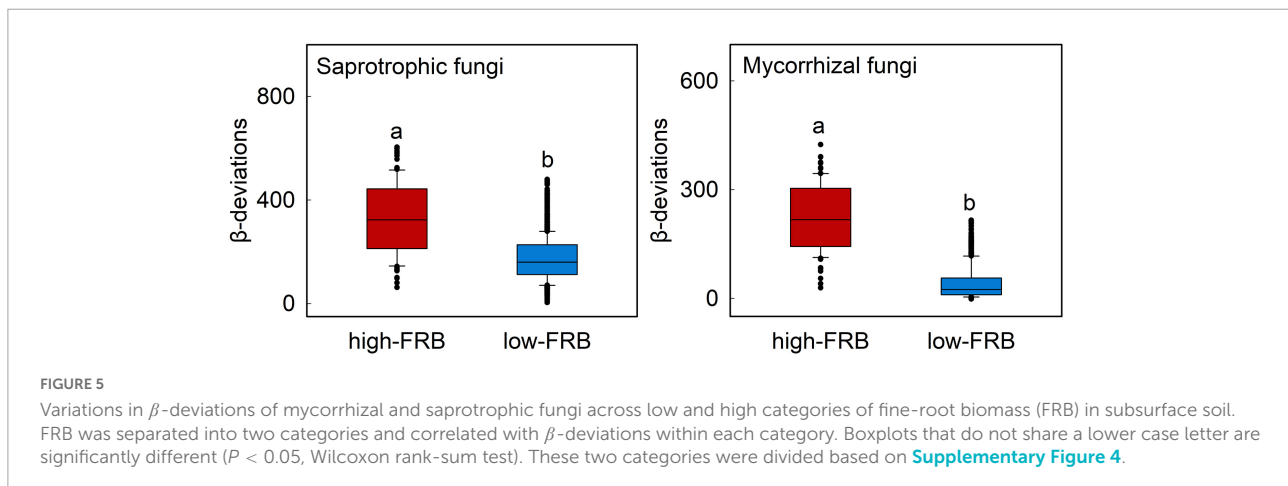 Saprotrophic fungi
800
400
0
β-deviations
a
b
high-FRB low-FRB
Mycorrhizal fungi
600
300
0
β-deviations
a
b
high-FRB low-FRB
FIGURE 5
Variations in β-deviations of mycorrhizal and saprotrophic fungi across low and high categories of fine-root biomass (FRB) in subsurface soil.
FRB was separated into two categories and correlated with β-deviations within each category. Boxplots that do not share a lower case letter are
significantly different (P < 0.05, Wilcoxon rank-sum test). These two categories were divided based on Supplementary Figure 4.